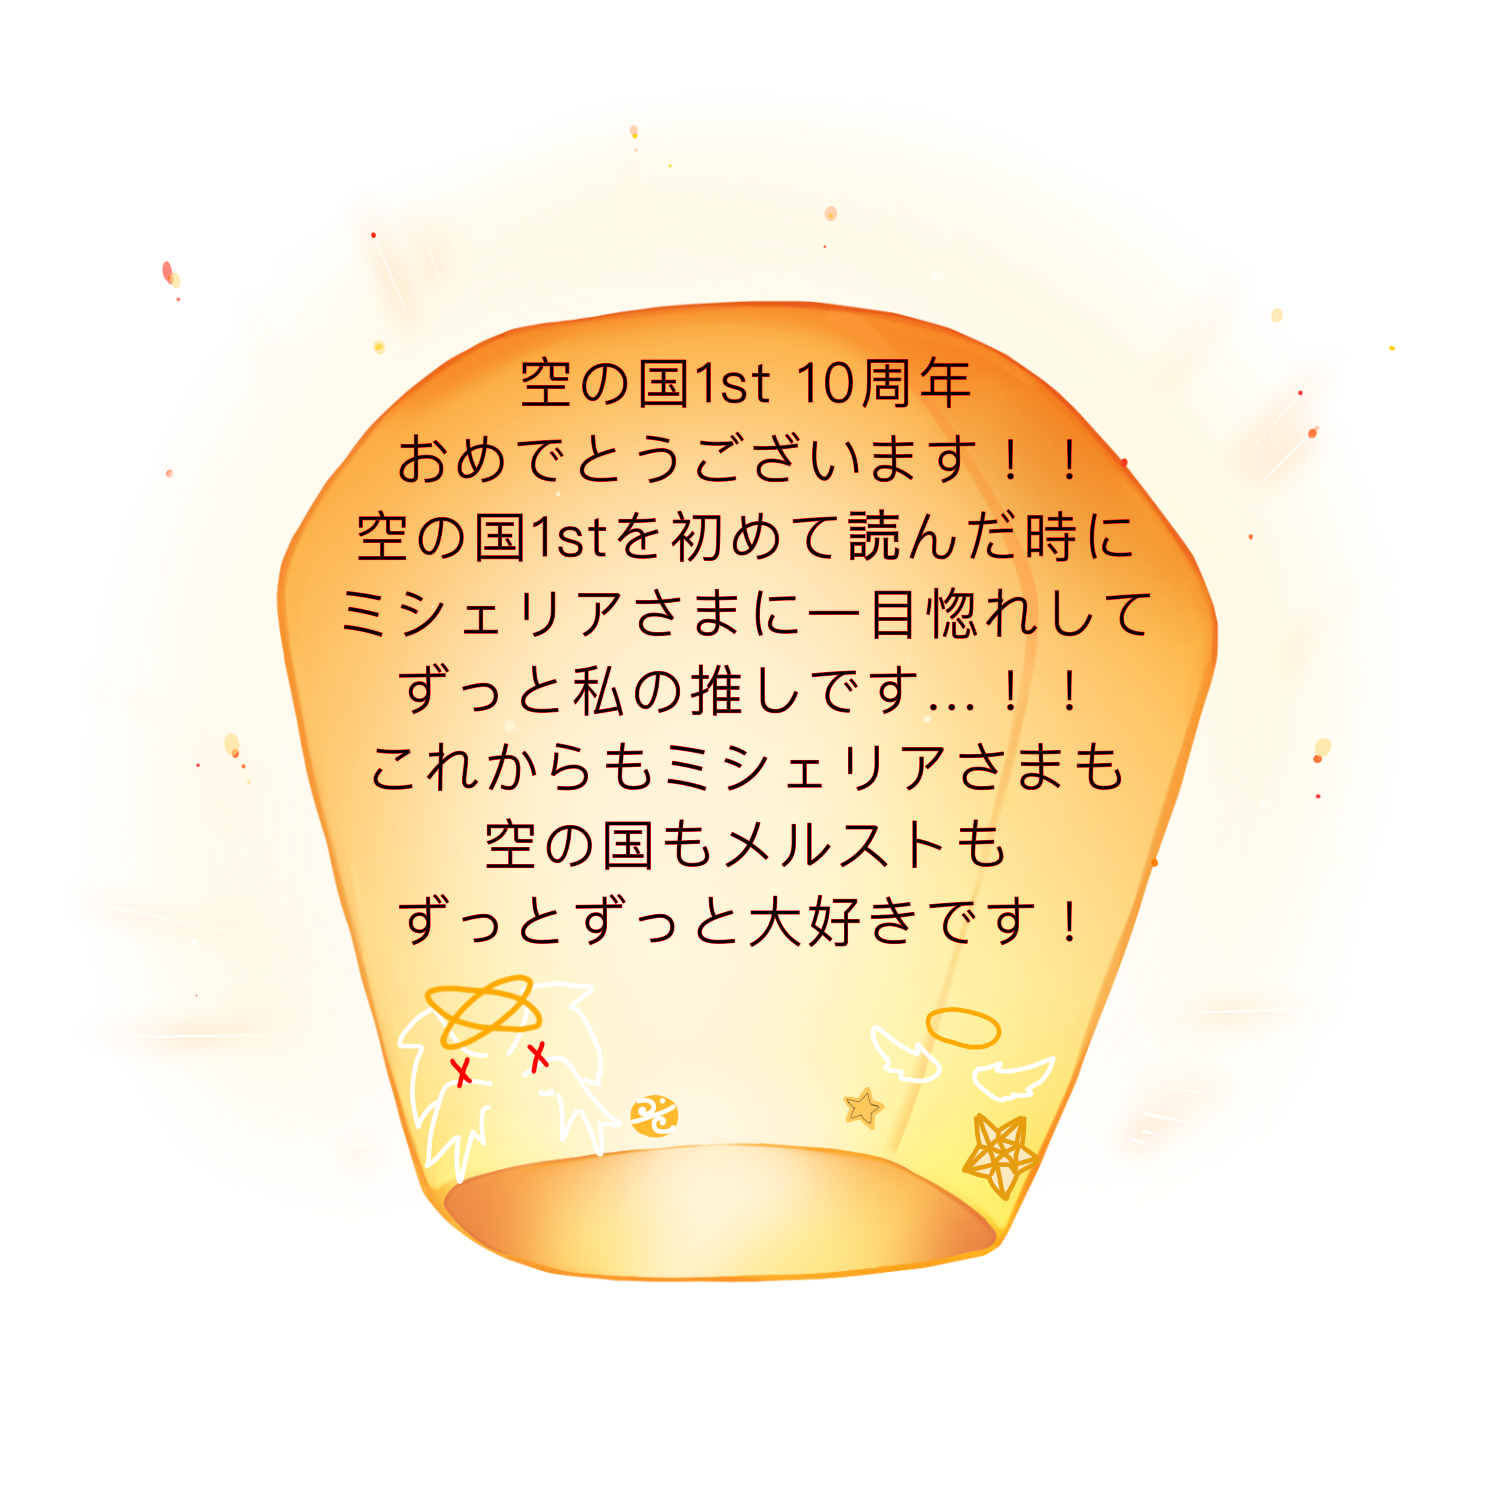 空の国1st 10周年
おめでとうございます！！
空の国1stを初めて読んだ時に
ミシェリアさまに一目惚れして
ずっと私の推しです...！！
これからもミシェリアさまも
空の国もメルストも
ずっとずっと大好きです！